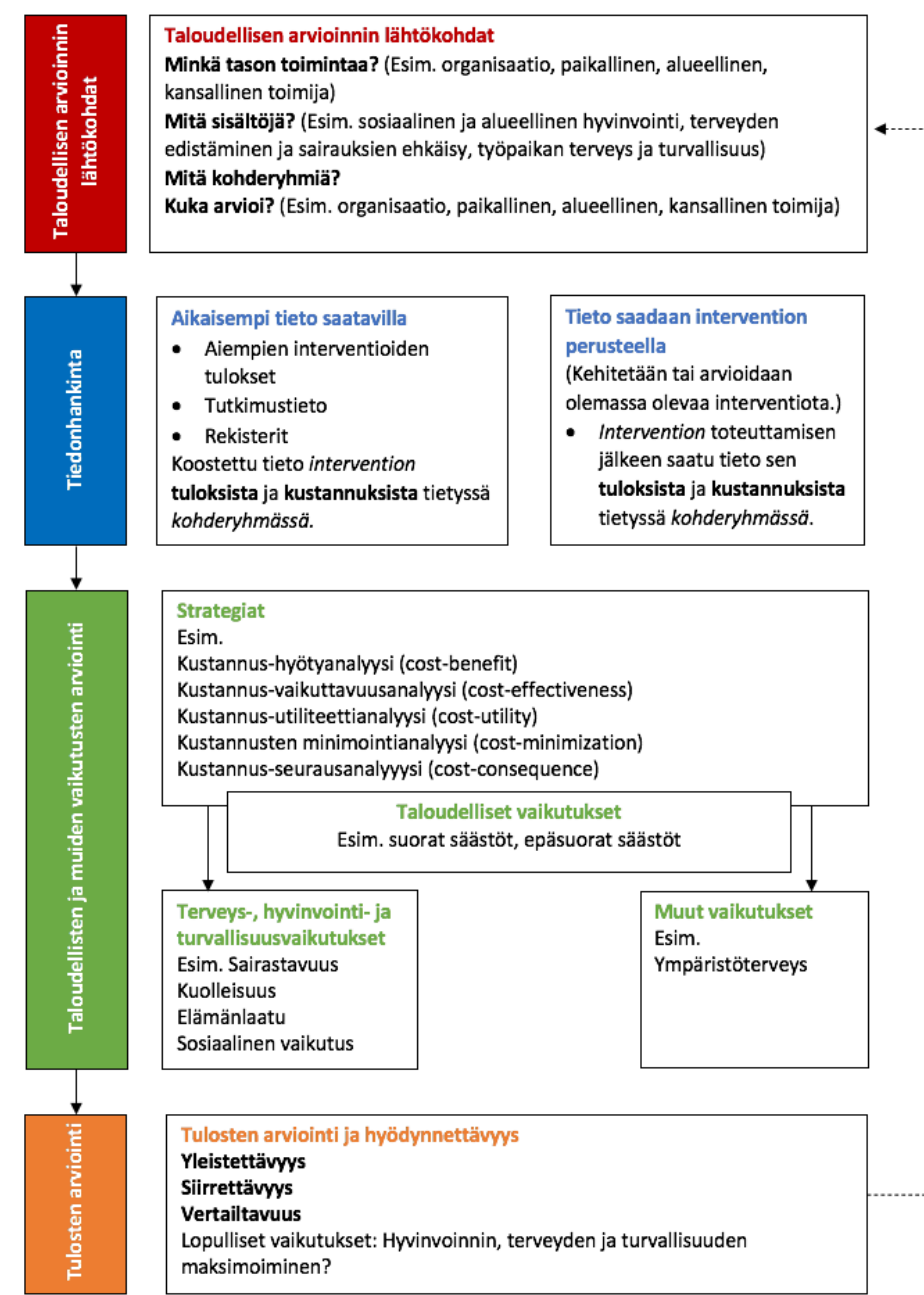 Taloudellisen arvioinnin
lähtökohdat
Taloudellisen arvioinnin lähtökohdat
Minkä tason toimintaa? (Esim. organisaatio, paikallinen, alueellinen,
kansallinen toimija)
Mitä sisältöjä? (Esim. sosiaalinen ja alueellinen hyvinvointi, terveyden
edistäminen ja sairauksien ehkäisy, työpaikan terveys ja turvallisuus)
Mitä kohderyhmiä?
Kuka arvioi? (Esim. organisaatio, paikallinen, alueellinen, kansallinen toimija)
Tiedonhankinta
Aikaisempi tieto saatavilla
• Aiempien interventioiden
tulokset
• Tutkimustieto
• Rekisterit
Koostettu tieto intervention
tuloksista ja kustannuksista tietyssä
kohderyhmässä.
Tieto saadaan intervention
perusteella
(Kehitetään tai arvioidaan
olemassa olevaa interventiota.)
• Intervention toteuttamisen
jälkeen saatu tieto sen
tuloksista ja kustannuksista
tietyssä kohderyhmässä.
Taloudellisten ja muiden vaikutusten arviointi
Strategiat
Esim.
Kustannus-hyötyanalyysi (cost-benefit)
Kustannus-vaikuttavuusanalyysi (cost-effectiveness)
Kustannus-utiliteettianalyysi (cost-utility)
Kustannusten minimointianalyysi (cost-minimization)
Kustannus-seurausanalyyysi (cost-consequence)
Taloudelliset vaikutukset
Esim. suorat säästöt, epäsuorat säästöt
Terveys-, hyvinvointi- ja
turvallisuusvaikutukset
Esim. Sairastavuus
Kuolleisuus
Elämänlaatu
Sosiaalinen vaikutus
Muut vaikutukset
Esim.
Ympäristöterveys
Tulosten arviointi
Tulosten arviointi ja hyödynnettävyys
Yleistettävyys
Siirrettävyys
Vertailtavuus
Lopulliset vaikutukset: Hyvinvoinnin, terveyden ja turvallisuuden
maksimoiminen?